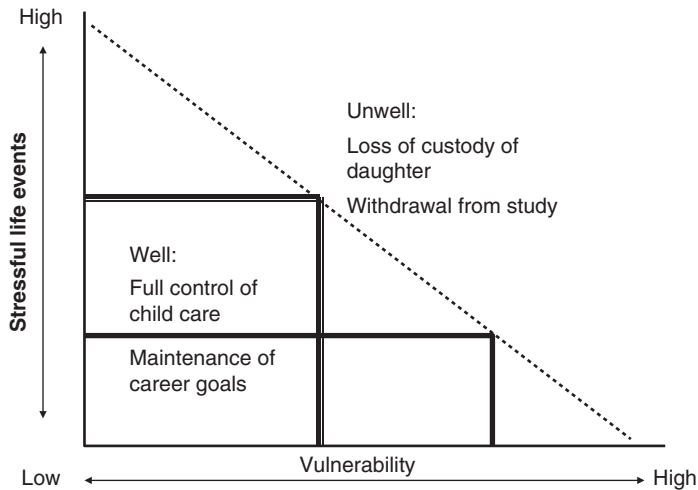 High
Stressful life events
Unwell:
Loss of custody of
daughter
Withdrawal from study
Well:
Full control of
child care
Maintenance of
career goals
Low
Vulnerability
High